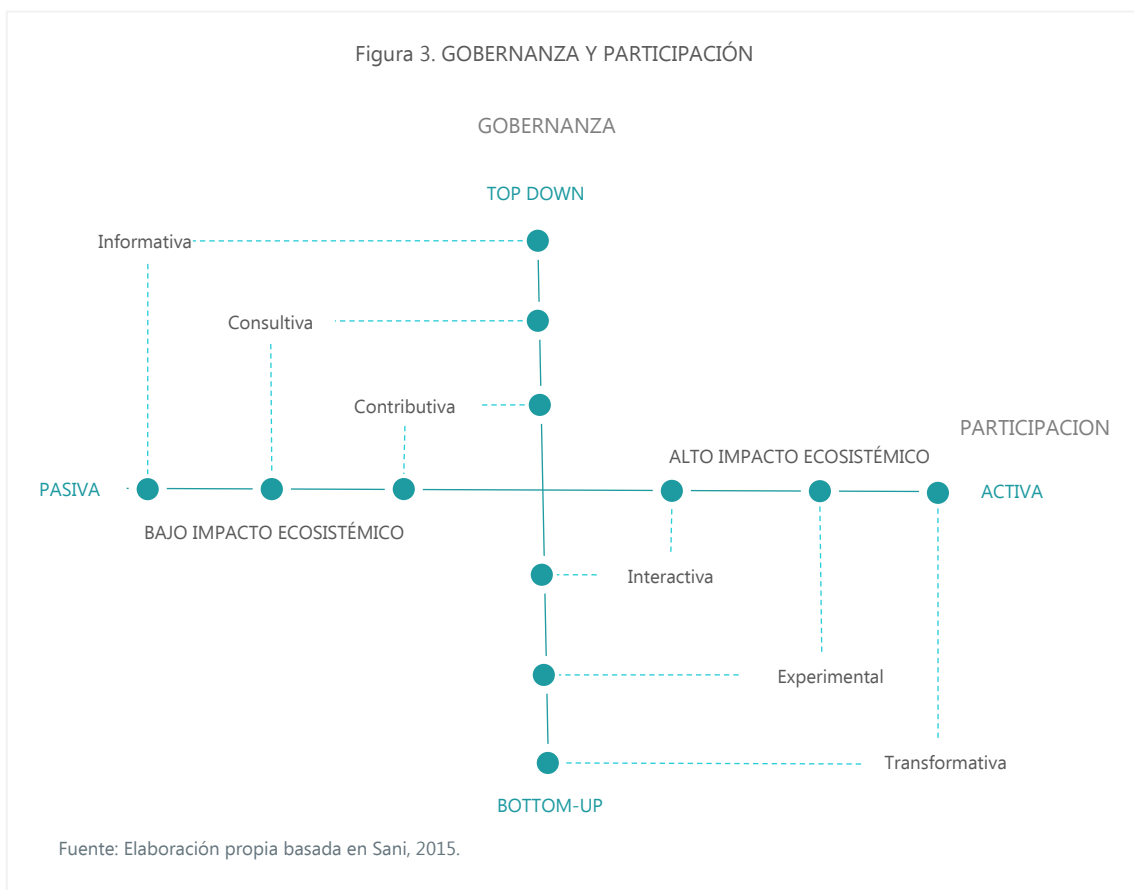 Figura 3. GOBERNANZA Y PARTICIPACIÓN
GOBERNANZA
TOP DOWN
Informativa
Consultiva
Contributiva
PARTICIPACION
ALTO IMPACTO ECOSISTÉMICO
PASIVA
ACTIVA
BAJO IMPACTO ECOSISTÉMICO
Interactiva
Experimental
Transformativa
BOTTOM-UP
Fuente: Elaboración propia basada en Sani, 2015.